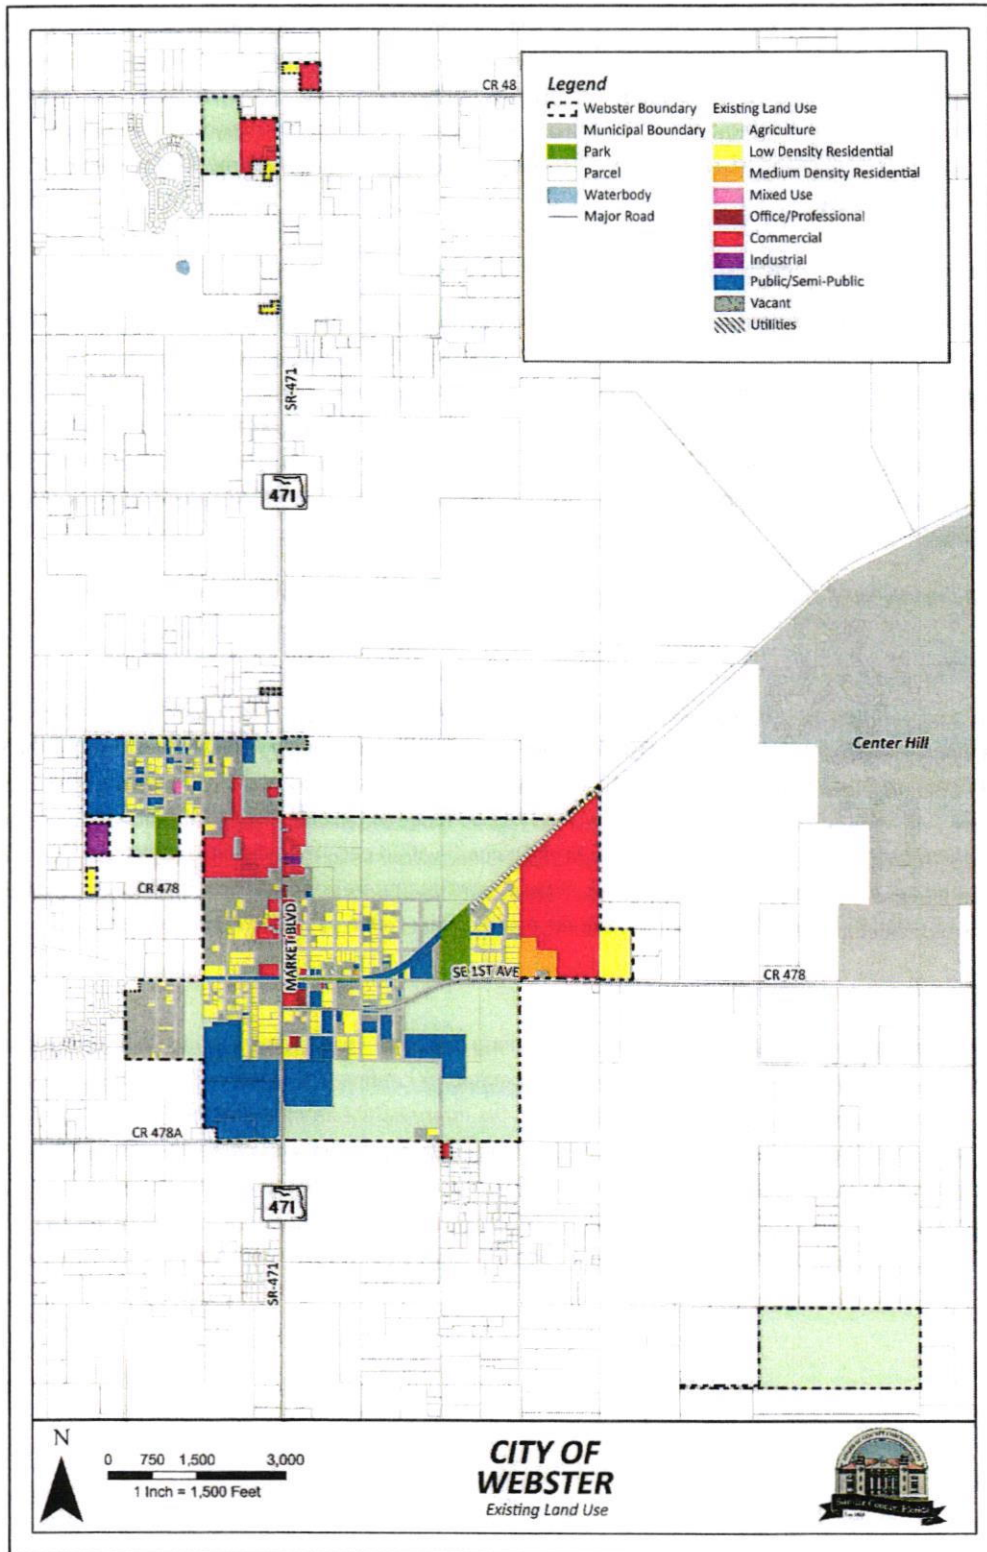 CR 48
Legend
Webster Boundary
Municipal Boundary
Park
Parcel
Waterbody
Major Road
Existing Land Use
Agriculture
Low Density Residential
Medium Density Residential
Mixed Use
Office/Professional
Commercial
Industrial
Public/Semi-Public
Vacant
Utilities
SR-471
471
Center Hill
CR 478
MARKET BLVD
SE 1ST AVE
CR 478
CR 478A
471
SR-471
N
0 750 1,500 3,000
1 Inch = 1,500 Feet
CITY OF
WEBSTER
Existing Land Use